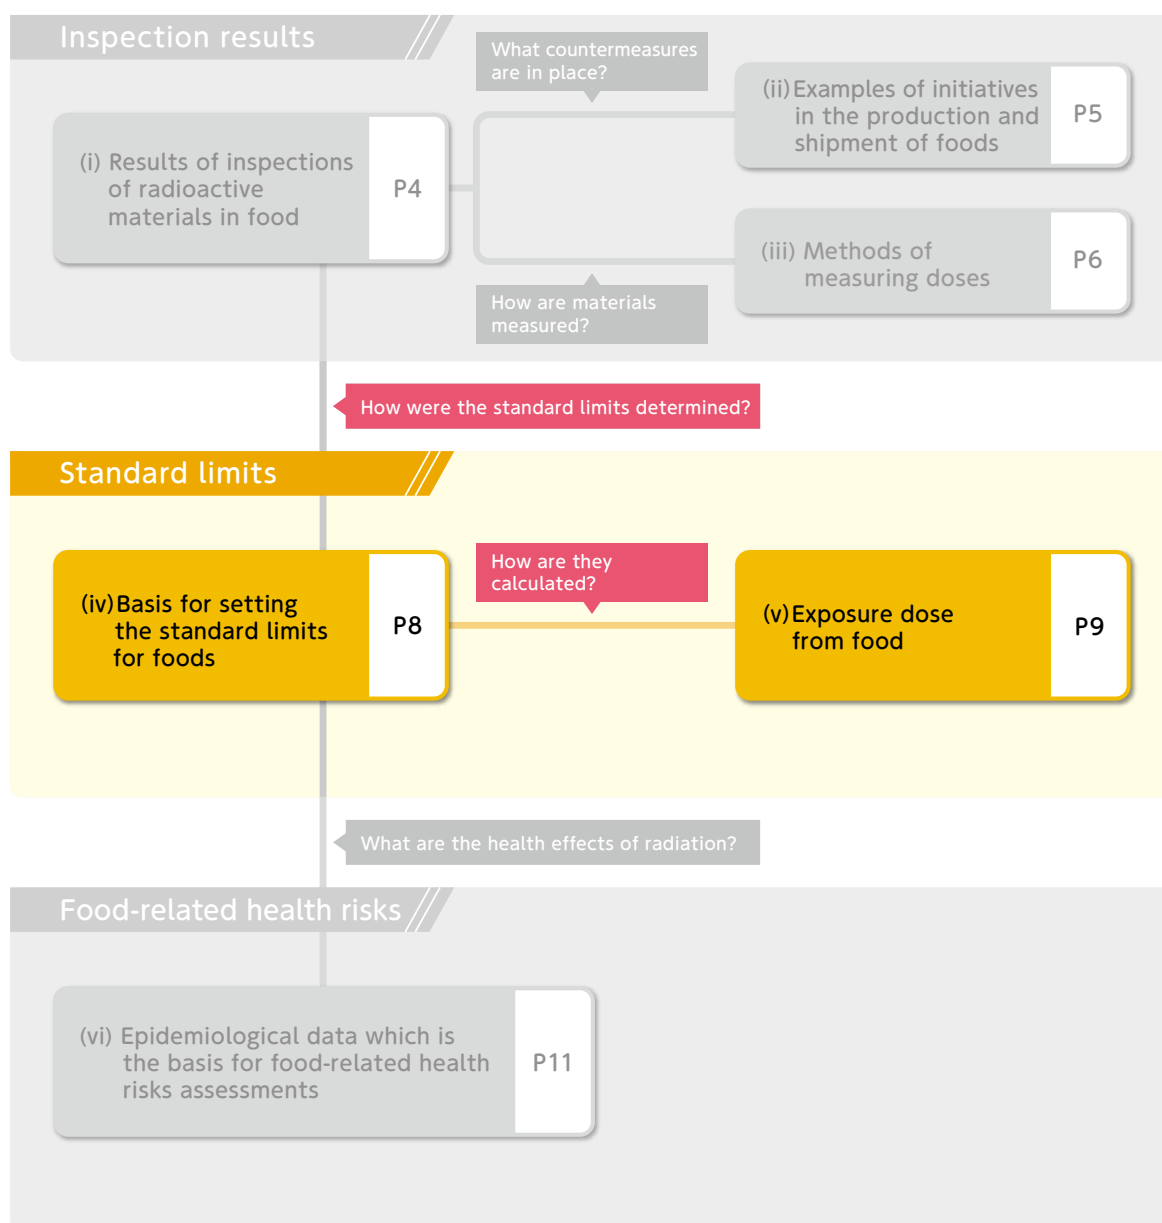 Inspection results
What countermeasures
are in place?
(i) Results of inspections
of radioactive
materials in food
P4
(ii) Examples of initiatives
in the production and
shipment of foods
P5
(iii) Methods of
measuring doses
P6
How are materials
measured?
How were the standard limits determined?
Standard limits
(iv) Basis for setting
the standard limits
for foods
P8
How are they
calculated?
(v) Exposure dose
from food
P9
What are the health effects of radiation?
Food-related health risks
(vi) Epidemiological data which is
the basis for food-related health
risks assessments
P11